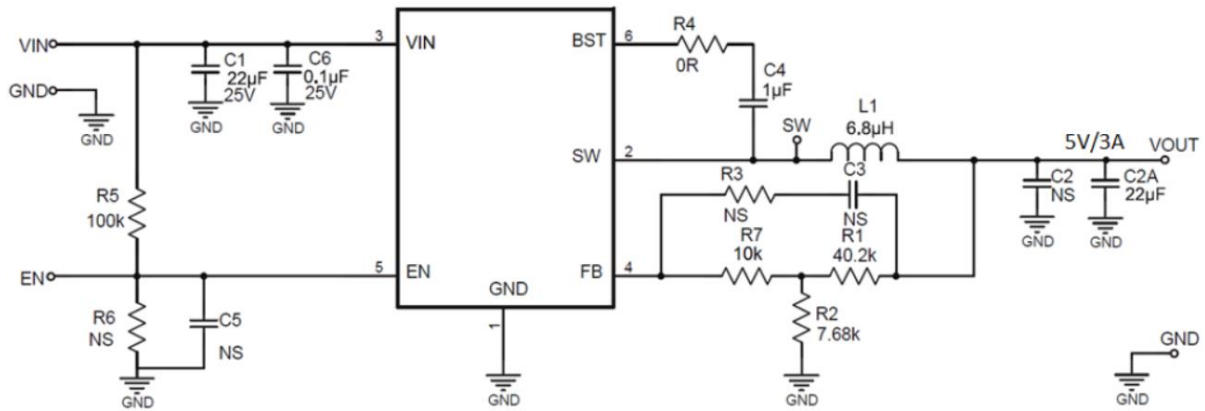 VIN
GND
GND
C1
22µF
25V
GND
C6
0.1µF
25V
GND
3
VIN
BST
6
R4
0R
C4
1µF
SW
L1
6.8µH
SW
2
5V/3A
VOUT
C2
NS
GND
C2A
22µF
GND
R5
100k
R3
NS
C3
NS
R7
10k
R1
40.2k
EN
5
EN
FB
4
GND
1
GND
R6
NS
C5
NS
GND
R2
7.68k
GND
GND
GND